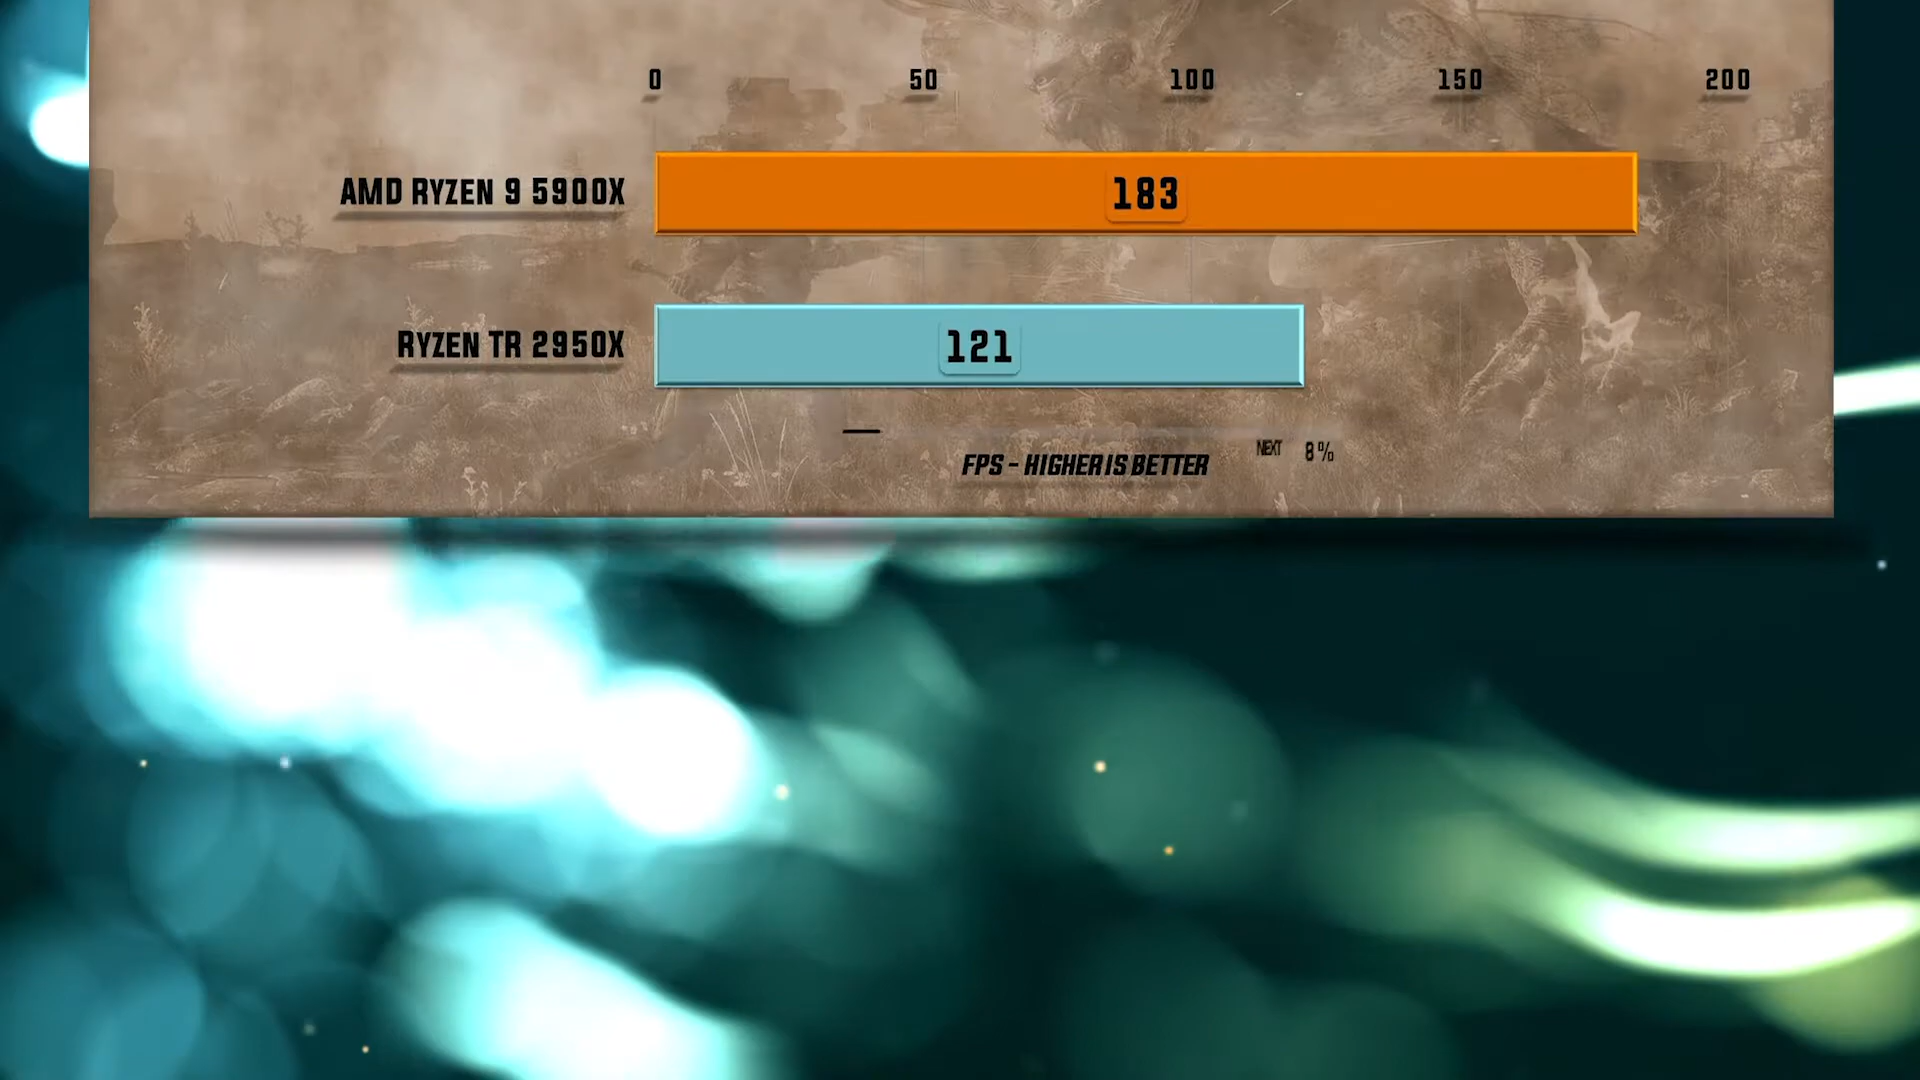 0 50 100 150 200
AMD RYZEN 9 5900X 183
RYZEN TR 2950X 121
NEXT 8%
FPS - HIGHER IS BETTER